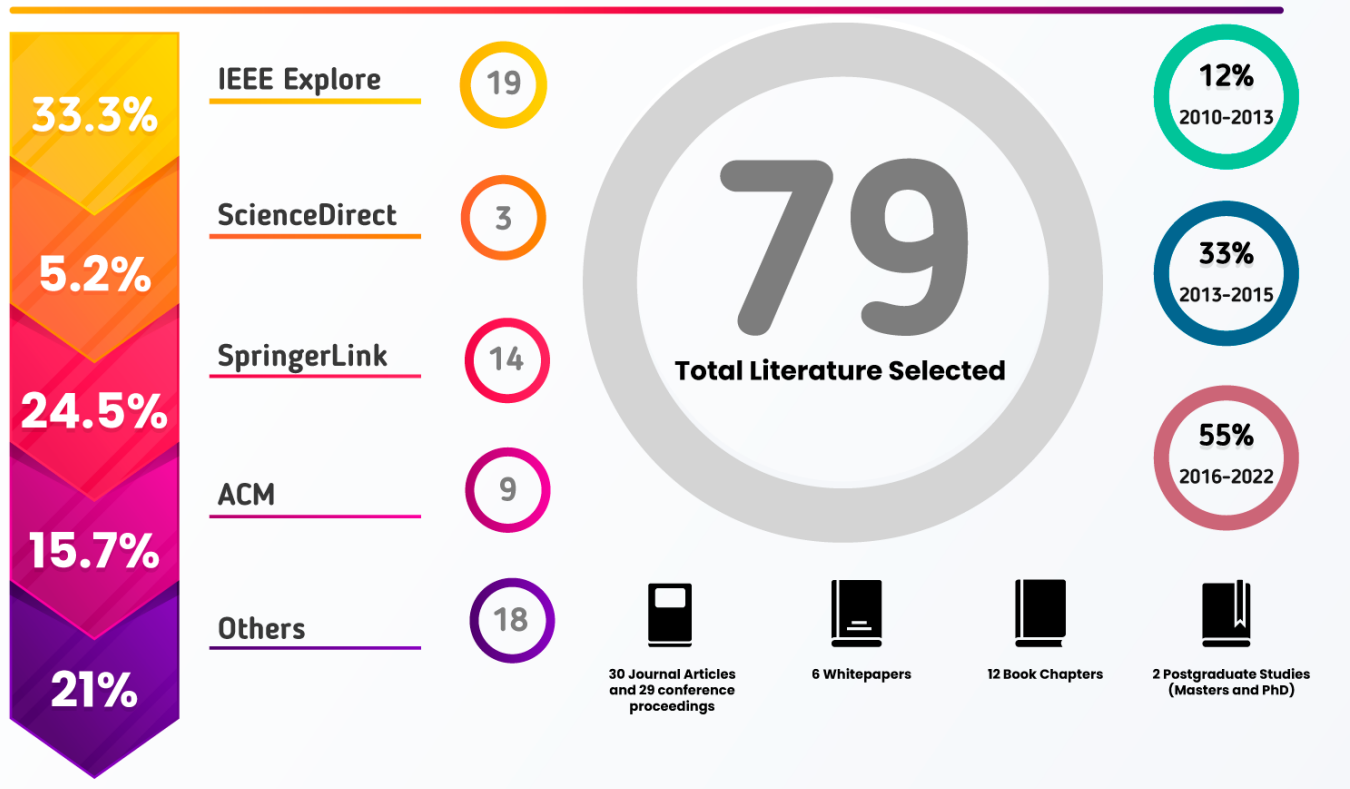 33.3%
IEEE Explore
19
5.2%
ScienceDirect
3
24.5%
SpringerLink
14
15.7%
ACM
9
21%
Others
18
79
Total Literature Selected
12%
2010-2013
33%
2013-2015
55%
2016-2022
30 Journal Articles
and 29 conference
proceedings
6 Whitepapers
12 Book Chapters
2 Postgraduate Studies
(Masters and PhD)